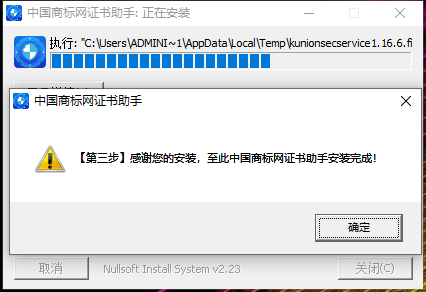 中国商标网证书助手: 正在安装
执行: "C:\Users\ADMINI~1\AppData\Local\Temp\kunionsecservice1.16.6.fi
中国商标网证书助手
【第三步】感谢您的安装，至此中国商标网证书助手安装完成！
确定
取消
Nullsoft Install System v2.23
关闭(C)